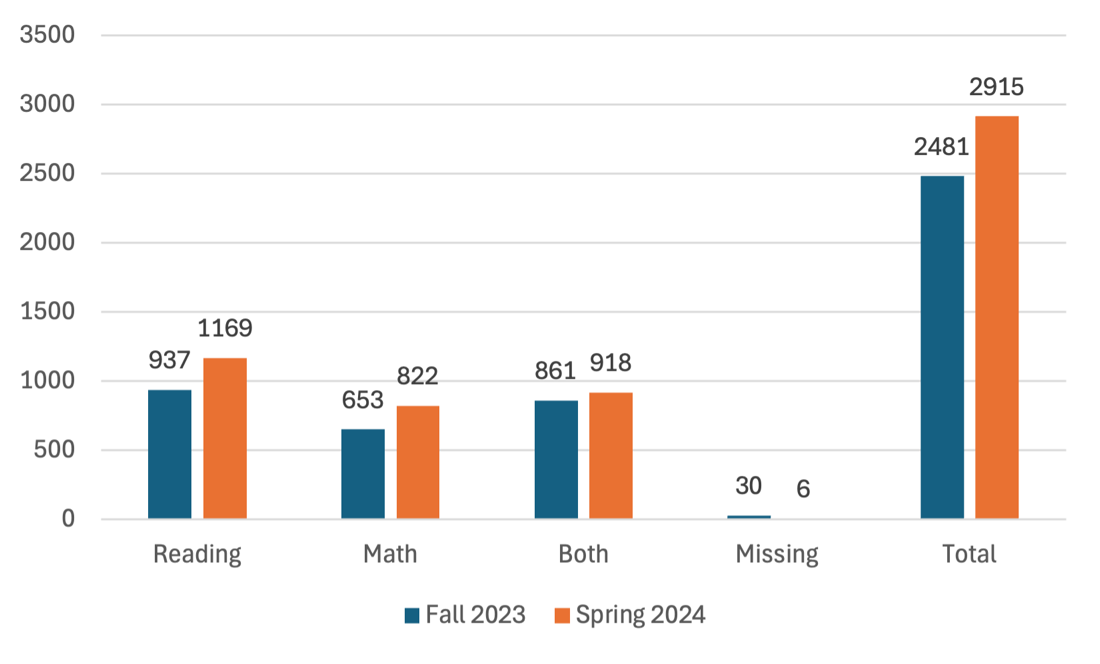 3500
3000
2500
2000
1500
1000
500
0
937
1169
653
822
861
918
30
6
2481
2915
Reading
Math
Both
Missing
Total
Fall 2023
Spring 2024